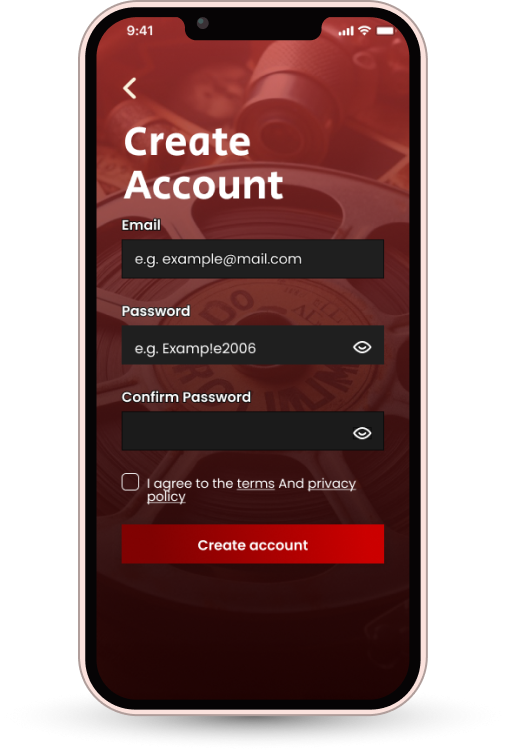 9:41
Create
Account
Email
e.g. example@mail.com
Password
e.g. Examp!e2006
Confirm Password
I agree to the terms And privacy
policy
Create account